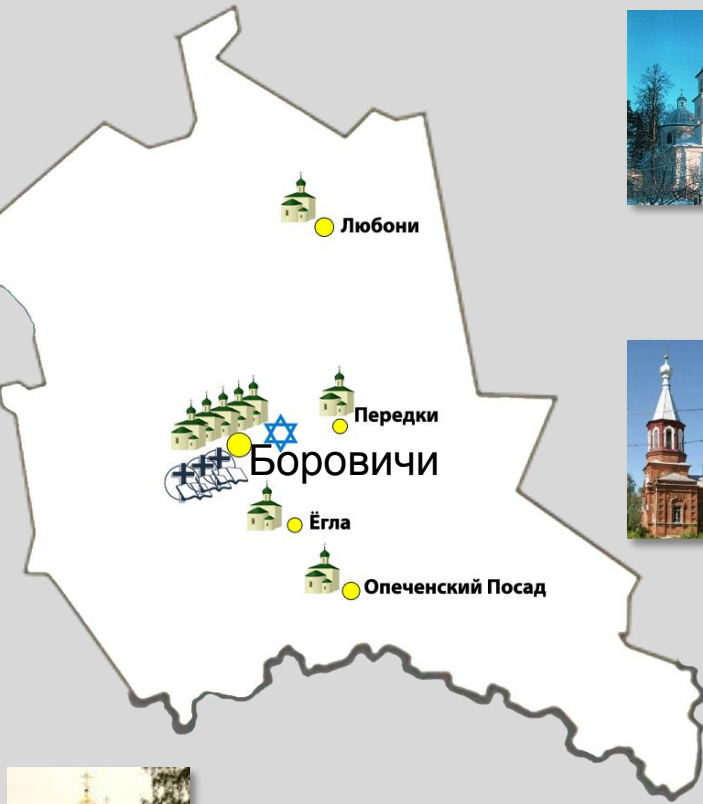 Любони
Передки
Боровичи
Ёгла
Опеченский Посад